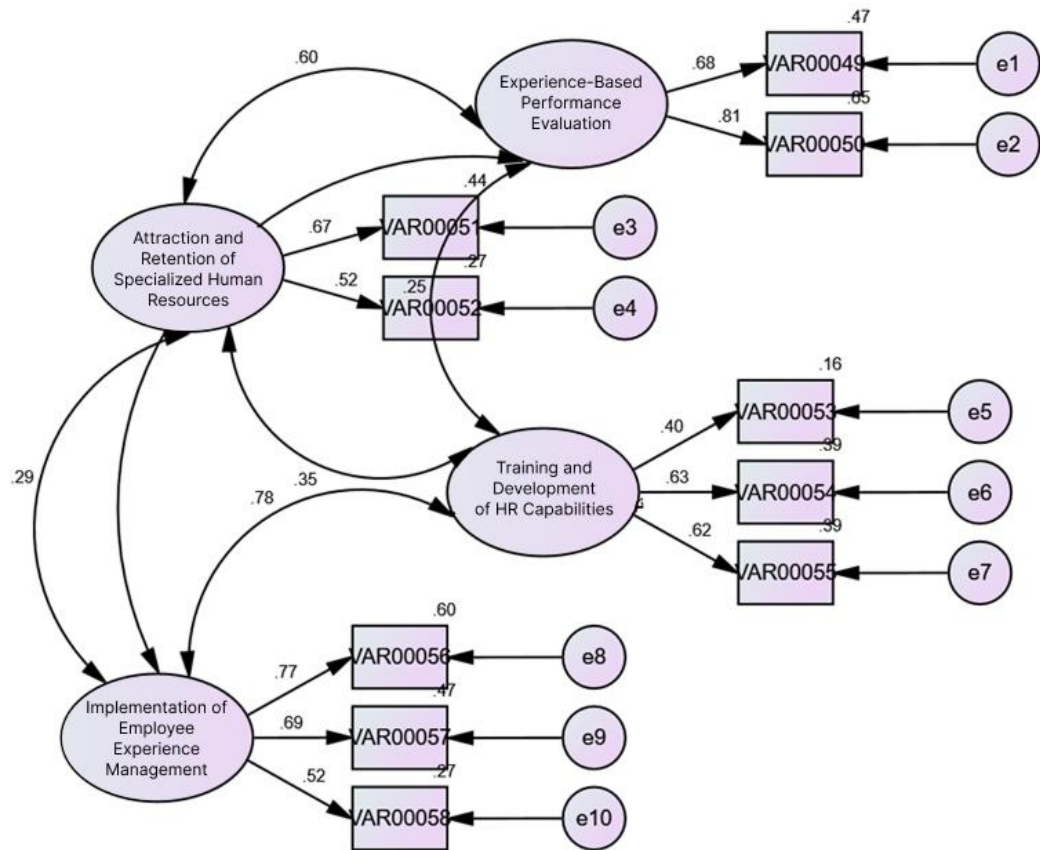 .47
.60
Experience-Based
Performance
Evaluation
.68
VAR00049
e1
.65
.81
VAR00050
e2
.44
Attraction and
Retention of
Specialized Human
Resources
.67
VAR00051
e3
.27
.52
.25
VAR00052
e4
.16
.40
VAR00053
e5
.39
.29
.78
.35
Training and
Development
of HR Capabilities
.63
VAR00054
e6
.39
.62
VAR00055
e7
.60
.77
VAR00056
e8
.47
Implementation of
Employee
Experience
Management
.69
VAR00057
e9
.27
.52
VAR00058
e10